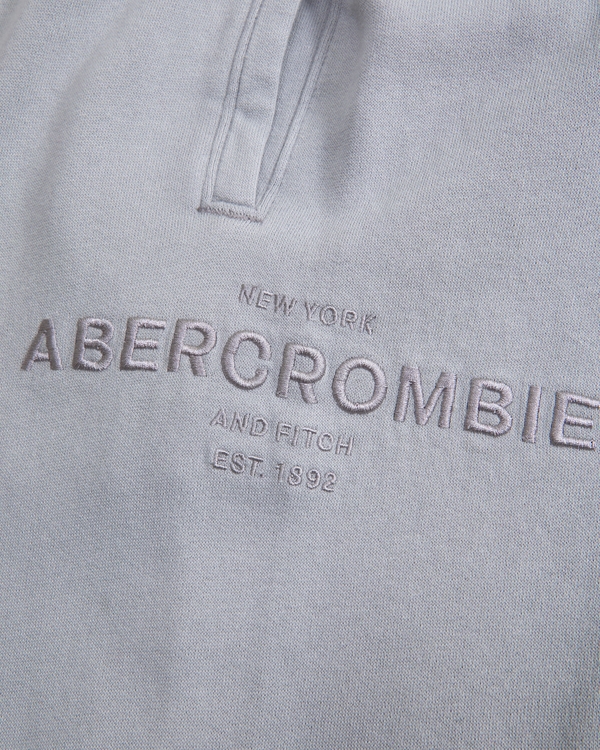 NEW YORK
ABERCROMBIE
AND FITCH
EST. 1892